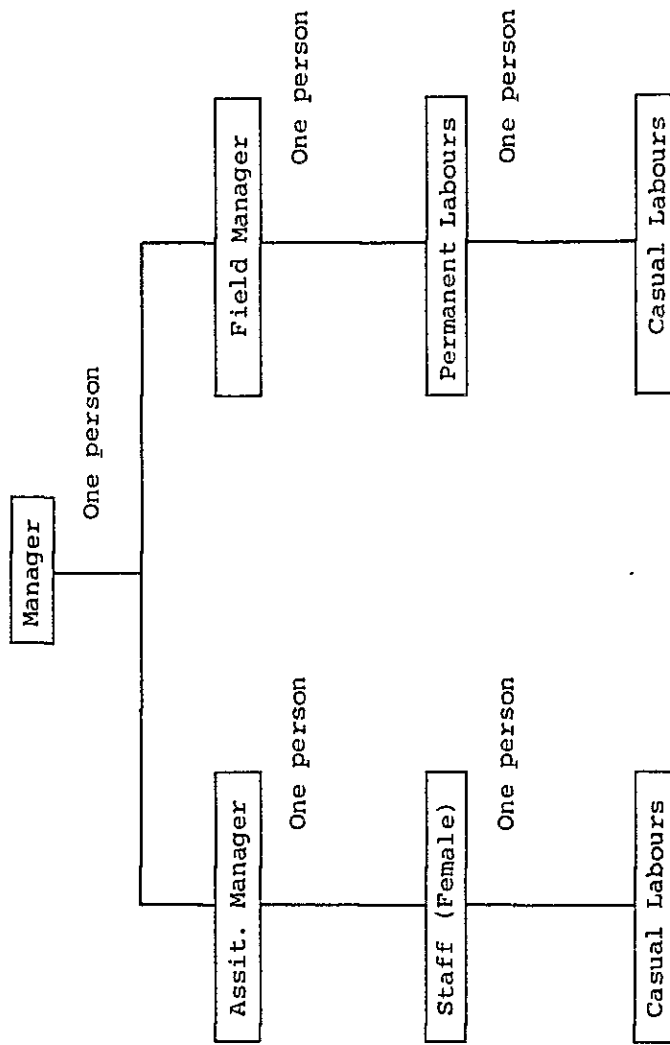 Manager
One person
Assit. Manager
Field Manager
One person
One person
Staff (Female)
Permanent Labours
One person
One person
Casual Labours
Casual Labours